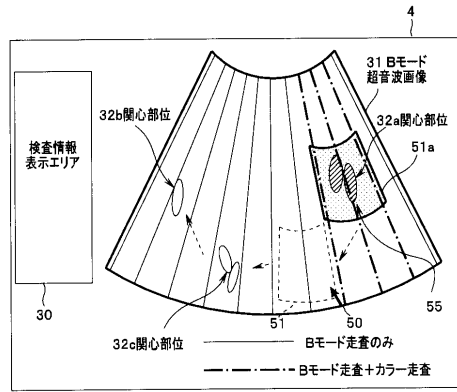 4
31 Bモード
超音波画像
32b関心部位
32a関心部位
51a
検査情報
表示エリア
30
32c関心部位
51
50
55
Bモード走査のみ
Bモード走査+カラー走査